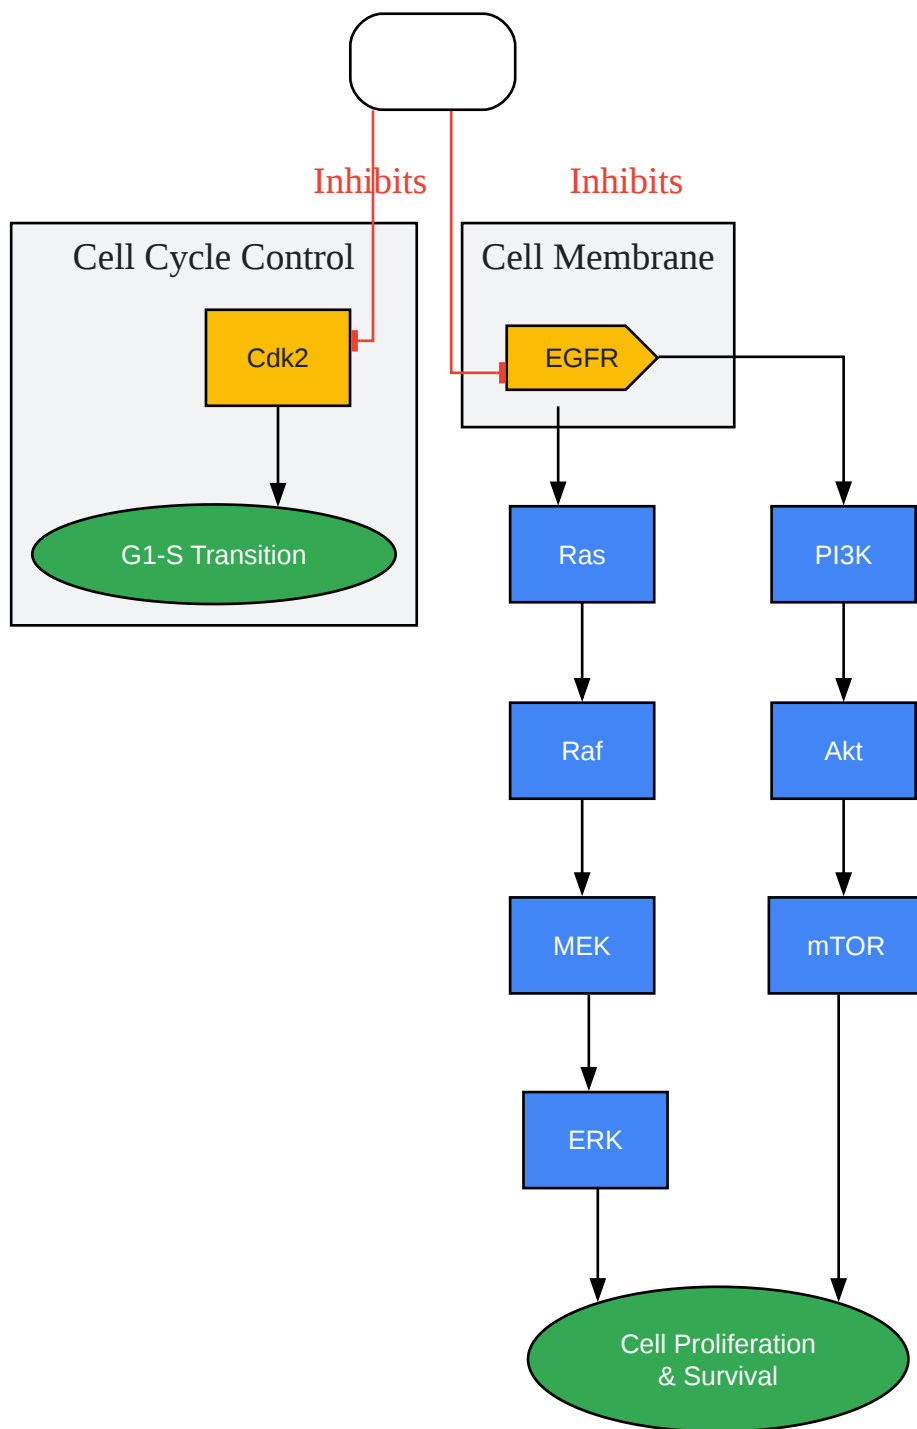 Inhibits
Inhibits
Cell Cycle Control
Cell Membrane
Cdk2
EGFR
G1-S Transition
Ras
PI3K
Raf
Akt
MEK
mTOR
ERK
Cell Proliferation
& Survival